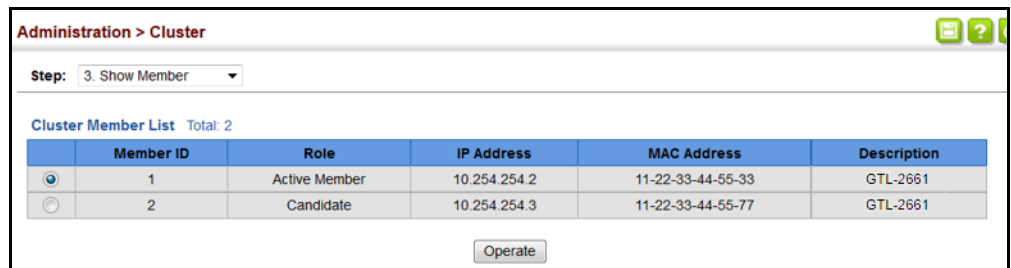 Administration > Cluster
?
Step: 3. Show Member
Cluster Member List Total: 2
Member ID Role IP Address MAC Address Description
1 Active Member 10.254.254.2 11-22-33-44-55-33 GTL-2661
2 Candidate 10.254.254.3 11-22-33-44-55-77 GTL-2661
Operate